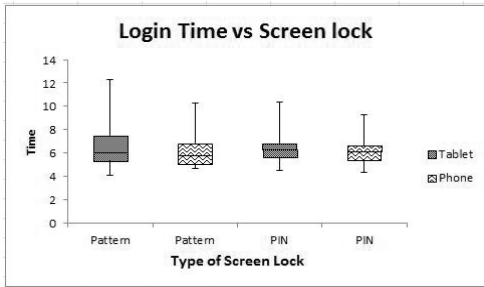 Login Time vs Screen lock
14
12
10
8
6
4
2
0
Time
Pattern Pattern PIN PIN
Type of Screen Lock
Tablet
Phone